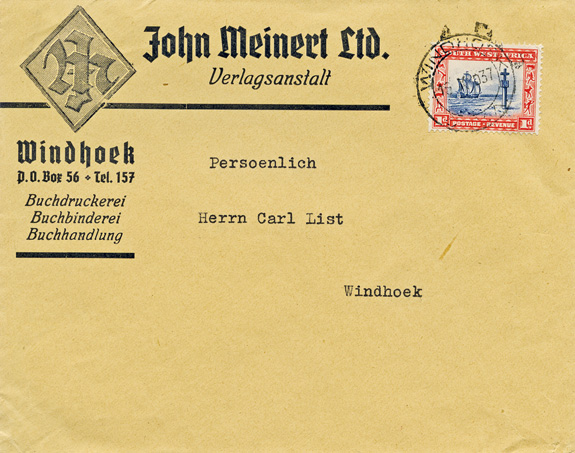 John Meinert Ltd.
Verlagsanstalt
Windhoek
P.O. Box 56 ❖ Tel. 157
Buchdruckerei
Buchbinderei
Buchhandlung
WINDHOEK
SOUTH WEST AFRICA
POSTAGE REVENUE
1d 1d
Persoenlich
Herrn Carl List
Windhoek